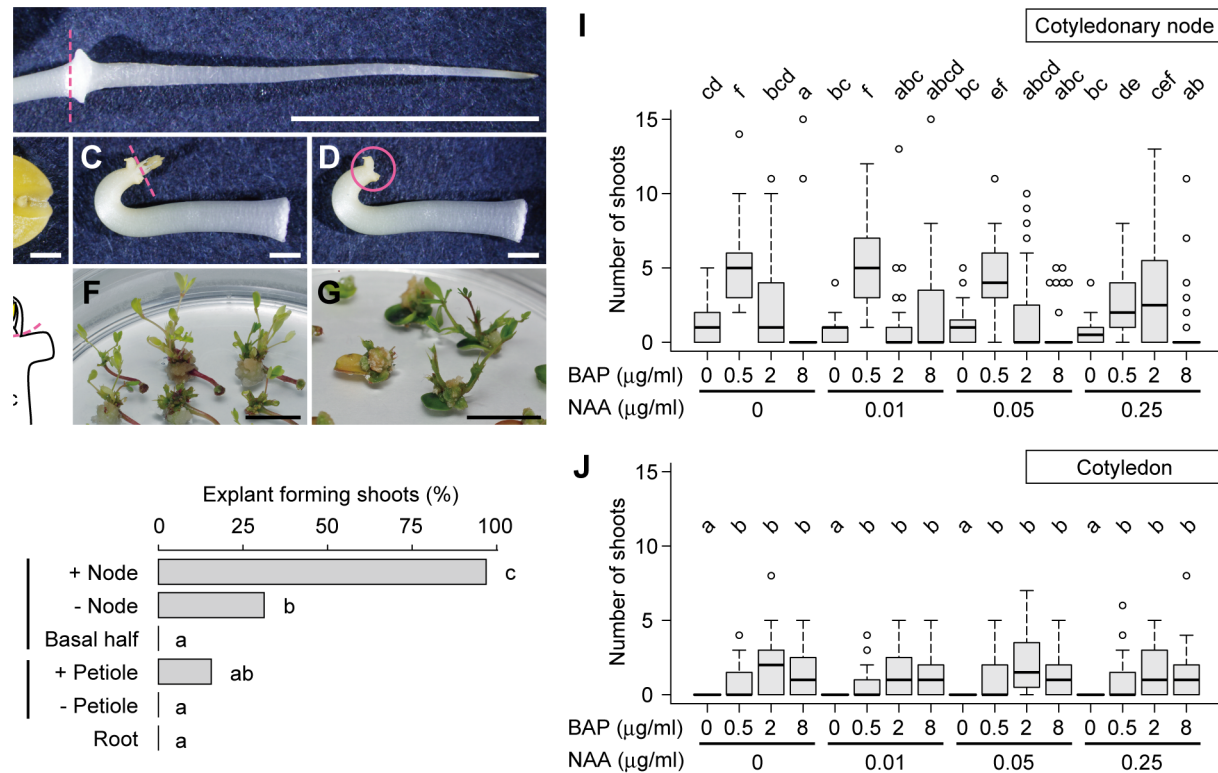 C
D
F
G
c
Explant forming shoots (%)
0 25 50 75 100
+ Node c
- Node b
Basal half a
+ Petiole ab
- Petiole a
Root a
I
Cotyledonary node
cd f bcd a bc f abc abcd bc ef abcd abc bc de cef ab
Number of shoots
15
10
5
0
BAP (μg/ml) 0 0.5 2 8 0 0.5 2 8 0 0.5 2 8 0 0.5 2 8
NAA (μg/ml) 0 0.01 0.05 0.25
J
Cotyledon
a b b b a b b b a b b b a b b b
Number of shoots
15
10
5
0
BAP (μg/ml) 0 0.5 2 8 0 0.5 2 8 0 0.5 2 8 0 0.5 2 8
NAA (μg/ml) 0 0.01 0.05 0.25